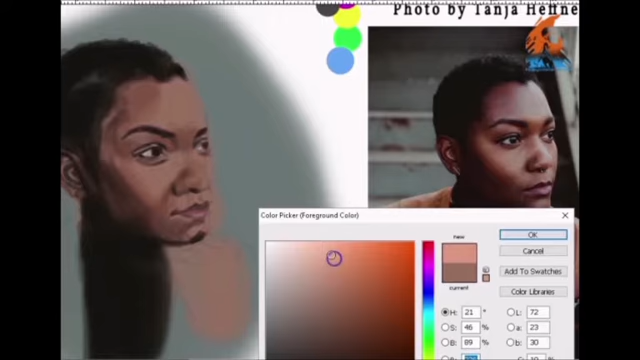 Photo by Tanja Heffne
Color Picker (Foreground Color)
new
current
OK
Cancel
Add To Swatches
Color Libraries
H: 21 °
S: 46 %
B: 89 %
L: 72
a: 23
b: 30